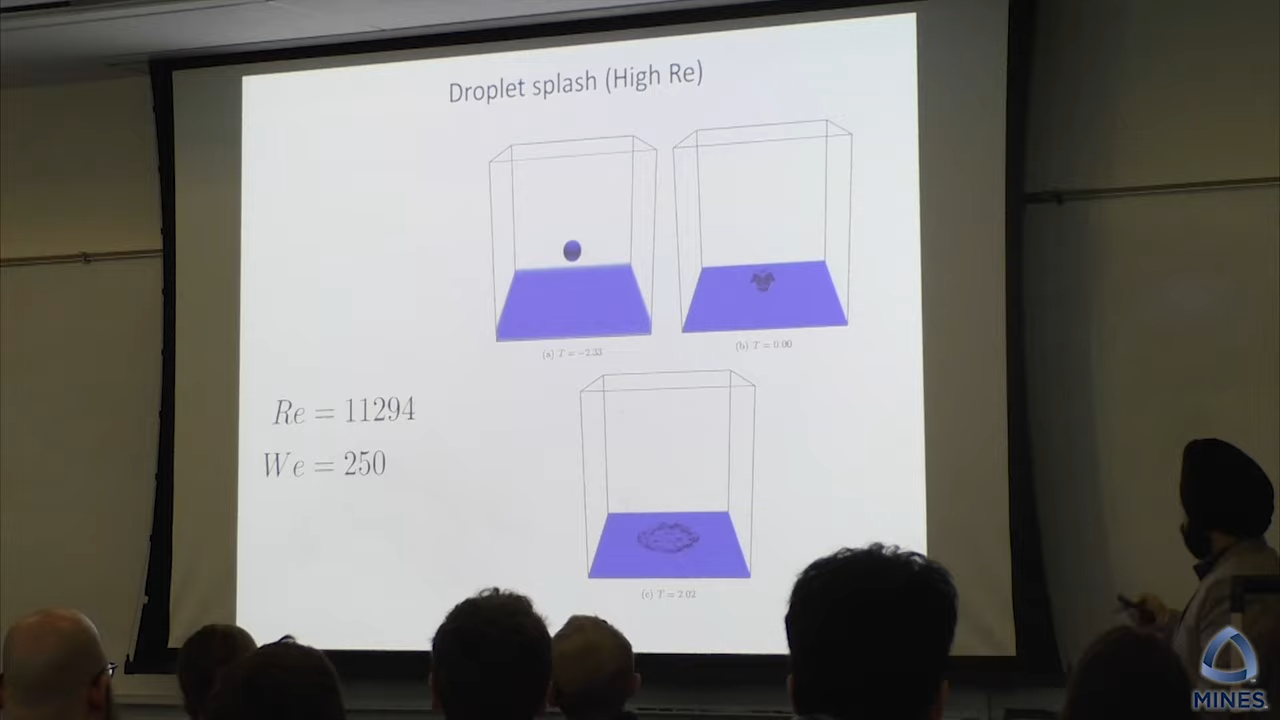 Droplet splash (High Re)
(a) T = −2.33
(b) T = 0.00
Re = 11294
We = 250
(c) T = 2.02
MINES